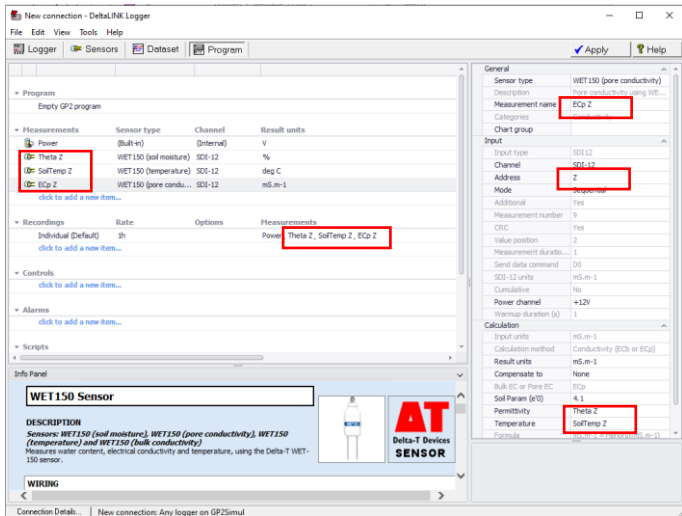 New connection - DeltaLINK Logger
File Edit View Tools Help
Logger Sensors Dataset Program
Apply Help
Program
Empty GP2 program
Measurements Sensor type Channel Result units
Power (Built-in) (Internal) V
Theta Z WET150 (soil moisture) SDI-12 %
SoilTemp Z WET150 (temperature) SDI-12 deg C
ECp Z WET150 (pore condu... SDI-12 mS.m-1
click to add a new item...
Recordings Rate Options Measurements
Individual (Default) 1h Power, Theta Z, SoilTemp Z, ECp Z
click to add a new item...
Controls
click to add a new item...
Alarms
click to add a new item...
Scripts
General
Sensor type WET150 (pore conductivity)
Description Pore conductivity using WE...
Measurement name ECp Z
Categories Conductivity
Chart group
Input
Input type SDI12
Channel SDI-12
Address Z
Mode Sequential
Additional Yes
Measurement number 9
CRC Yes
Value position 2
Measurement duratio... 1
Send data command D0
SDI-12 units mS.m-1
Cumulative No
Power channel +12V
Warmup duration (s) 1
Calculation
Input units mS.m-1
Calculation method Conductivity (ECb or ECp)
Result units mS.m-1
Compensate to None
Bulk EC or Pore EC ECp
Soil Param (e'0) 4.1
Permittivity Theta Z
Temperature SoilTemp Z
Formula
Info Panel
WET150 Sensor
DESCRIPTION
Sensors: WET150 (soil moisture), WET150 (pore conductivity), WET150
(temperature) and WET150 (bulk conductivity)
Measures water content, electrical conductivity and temperature, using the Delta-T WET-
150 sensor.
WIRING
Delta-T Devices
SENSOR
Connection Details... New connection: Any logger on GP2Simul